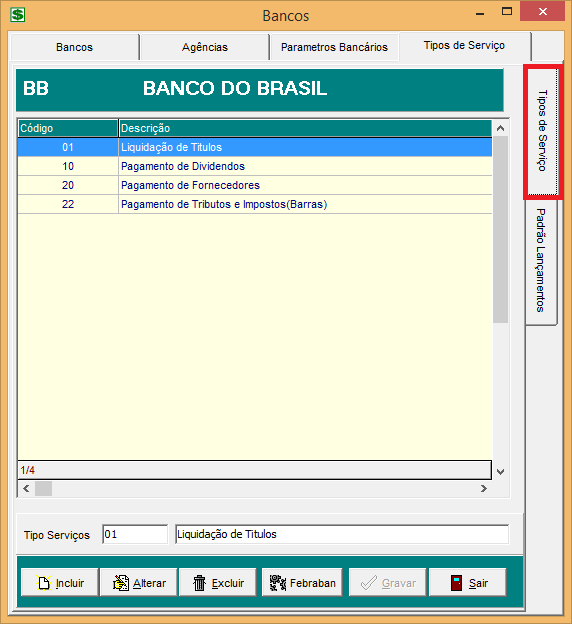 Bancos
Bancos Agências Parametros Bancários Tipos de Serviço
BB BANCO DO BRASIL
Código Descrição
01 Liquidação de Titulos
10 Pagamento de Dividendos
20 Pagamento de Fornecedores
22 Pagamento de Tributos e Impostos(Barras)
1/4
Tipo Serviços 01 Liquidação de Titulos
Incluir Alterar Excluir Febraban Gravar Sair
Tipos de Serviço
Padrão Lançamentos